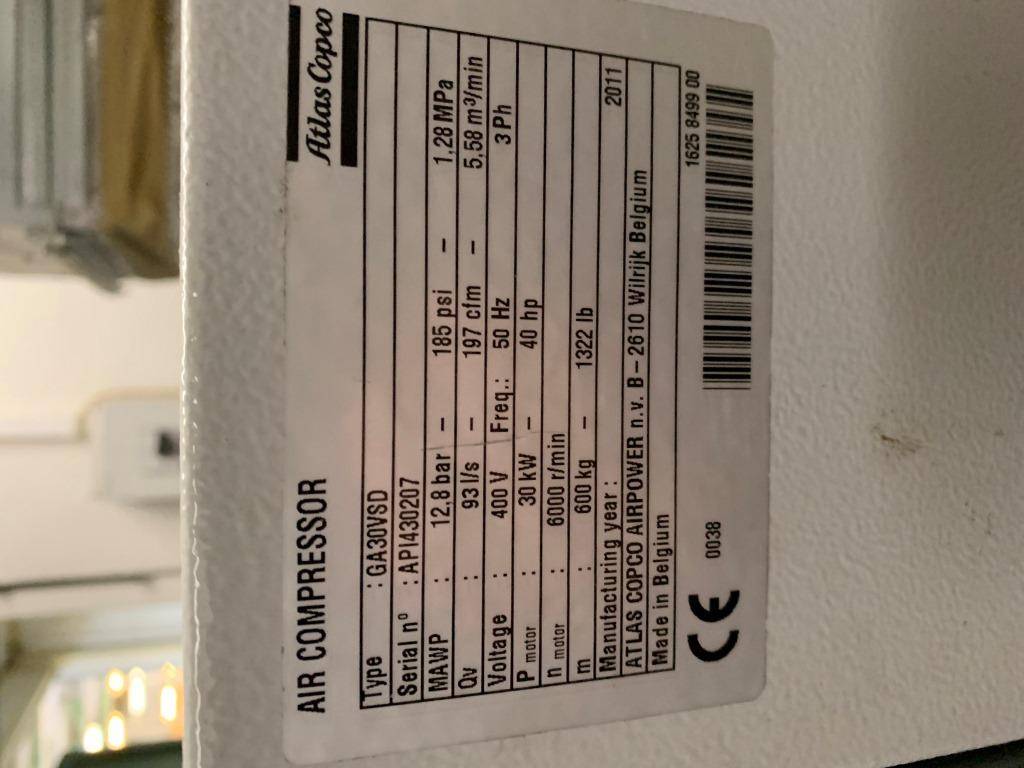 Atlas Copco
AIR COMPRESSOR
Type : GA30VSD
Serial nº : API430207
MAWP : 12,8 bar – 185 psi – 1,28 MPa
Qv : 93 l/s – 197 cfm – 5,58 m³/min
Voltage : 400 V Freq.: 50 Hz 3 Ph
P motor : 30 kW – 40 hp
n motor : 6000 r/min
m : 600 kg – 1322 lb
Manufacturing year : 2011
ATLAS COPCO AIRPOWER n.v. B – 2610 Wilrijk Belgium
Made in Belgium
CE 0038
1625 8499 00